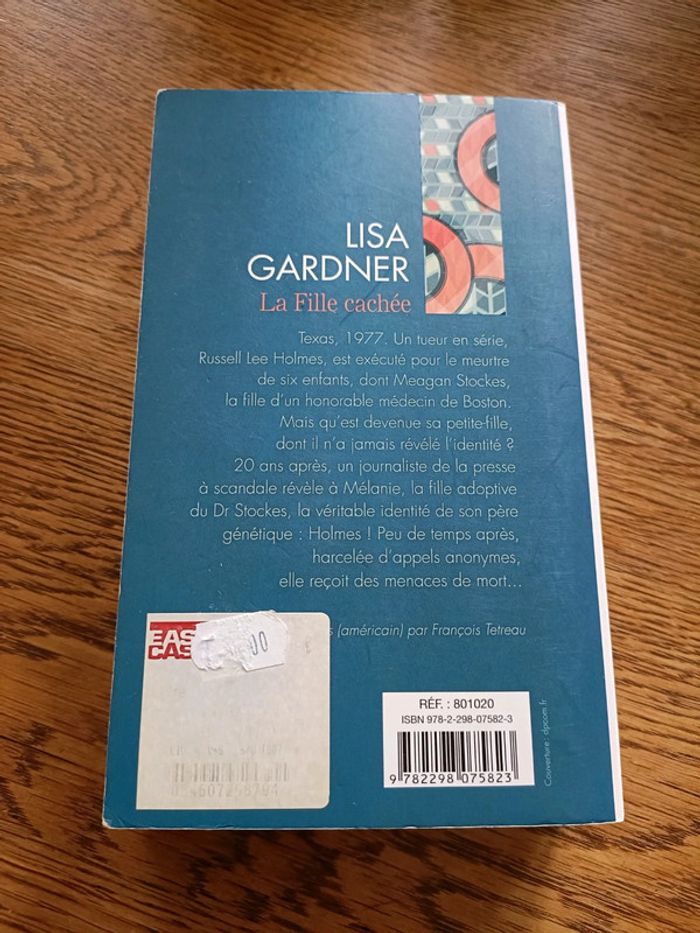 LISA
GARDNER
La Fille cachée
Texas, 1977. Un tueur en série,
Russell Lee Holmes, est exécuté pour le meurtre
de six enfants, dont Meagan Stockes,
la fille d'un honorable médecin de Boston.
Mais qu'est devenue sa petite-fille,
dont il n'a jamais révélé l'identité ?
20 ans après, un journaliste de la presse
à scandale révèle à Mélanie, la fille adoptive
du Dr Stockes, la véritable identité de son père
génétique : Holmes ! Peu de temps après,
harcelée d'appels anonymes,
elle reçoit des menaces de mort...
(américain) par François Tetreau
EAS
CAS
00
RÉF. : 801020
ISBN 978-2-298-07582-3
9 782298 075823
Couverture : dpcom.fr